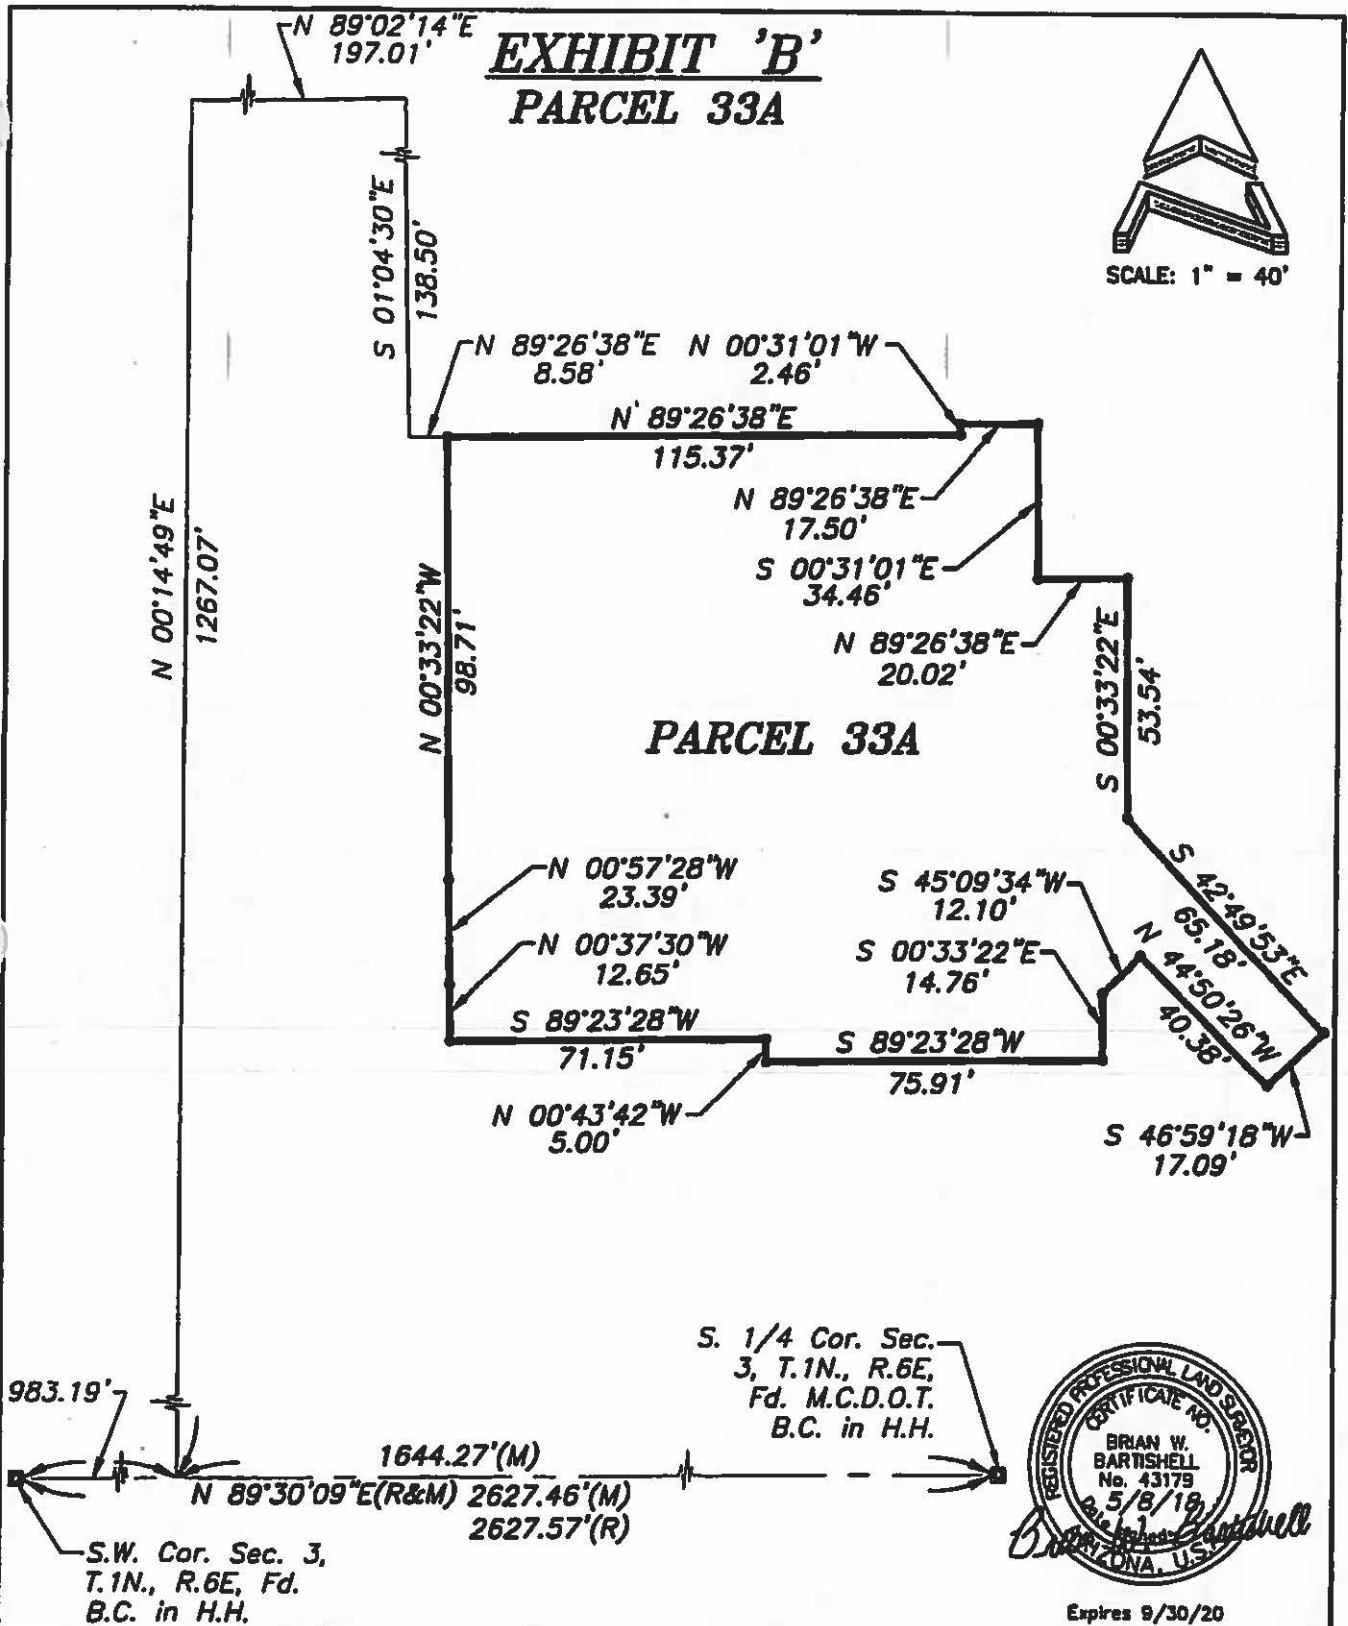 N 89°02'14"E
197.01'
EXHIBIT 'B'
PARCEL 33A
SCALE: 1" = 40'
S 01°04'30"E
138.50'
N 89°26'38"E
8.58'
N 00°31'01"W
2.46'
N 89°26'38"E
115.37'
N 89°26'38"E
17.50'
S 00°31'01"E
34.46'
N 89°26'38"E
20.02'
N 00°14'49"E
1267.07'
N 00°33'22"W
98.71'
S 00°33'22"E
53.54'
PARCEL 33A
N 00°57'28"W
23.39'
N 00°37'30"W
12.65'
S 45°09'34"W
12.10'
S 00°33'22"E
14.76'
S 42°49'53"E
65.18'
N 44°50'26"W
40.38'
S 89°23'28"W
71.15'
S 89°23'28"W
75.91'
N 00°43'42"W
5.00'
S 46°59'18"W
17.09'
S. 1/4 Cor. Sec.
3, T.1N., R.6E,
Fd. M.C.D.O.T.
B.C. in H.H.
983.19'
1644.27'(M)
N 89°30'09"E(R&M) 2627.46'(M)
2627.57'(R)
S.W. Cor. Sec. 3,
T.1N., R.6E, Fd.
B.C. in H.H.
REGISTERED PROFESSIONAL LAND SURVEYOR
CERTIFICATE NO.
BRIAN W.
BARTISHELL
No. 43179
5/8/18
Date Signed
ARIZONA, U.S.
Expires 9/30/20